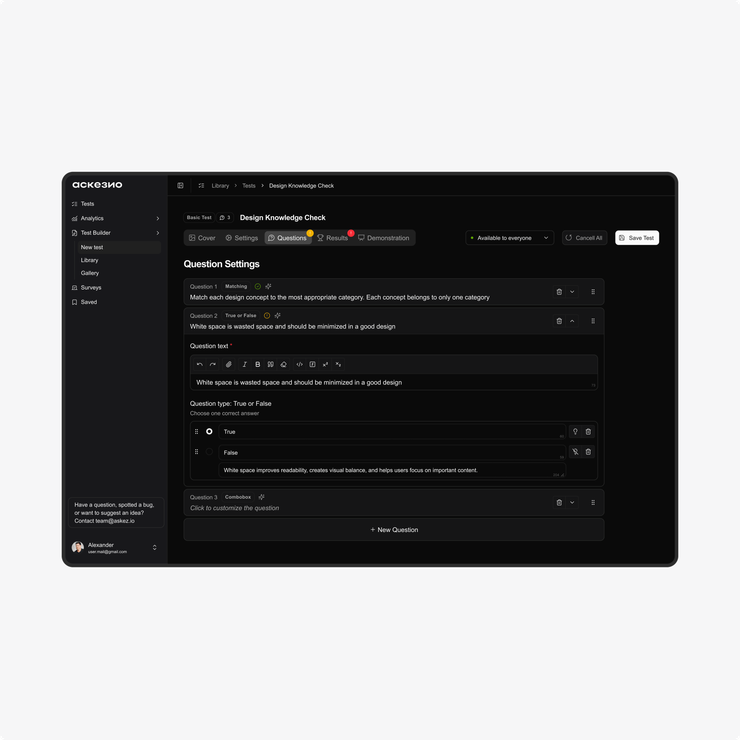 аскезио
Library
Tests
Design Knowledge Check
Tests
Analytics
Test Builder
New test
Library
Gallery
Surveys
Saved
Have a question, spotted a bug,
or want to suggest an idea?
Contact team@askez.io
Alexander
user.mail@gmail.com
Basic Test
3
Design Knowledge Check
Cover
Settings
Questions
Results
Demonstration
Available to everyone
Cancell All
Save Test
Question Settings
Question 1 Matching
Match each design concept to the most appropriate category. Each concept belongs to only one category
Question 2 True or False
White space is wasted space and should be minimized in a good design
Question text *
White space is wasted space and should be minimized in a good design
Question type: True or False
Choose one correct answer
True
False
White space improves readability, creates visual balance, and helps users focus on important content.
Question 3 Combobox
Click to customize the question
+ New Question